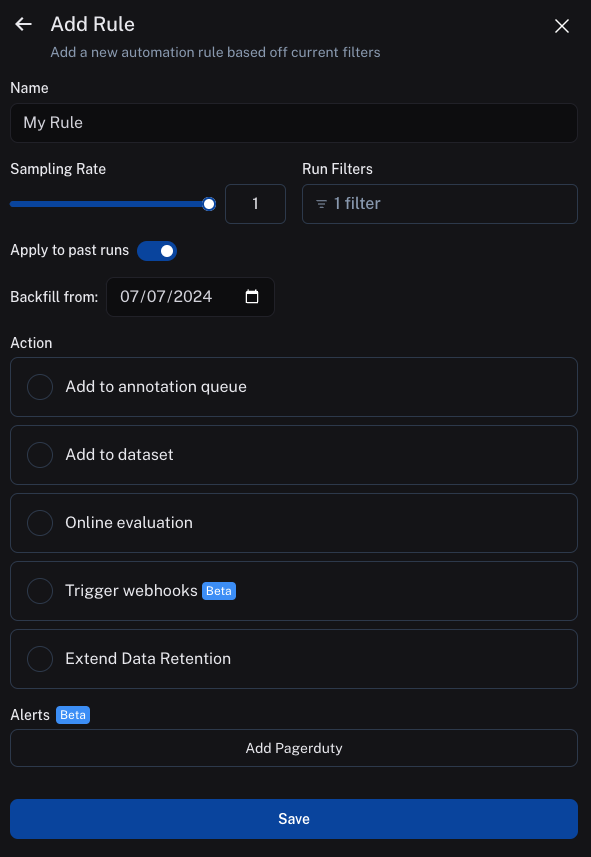 Add Rule
Add a new automation rule based off current filters
Name
My Rule
Sampling Rate
Run Filters
1
1 filter
Apply to past runs
Backfill from: 07/07/2024
Action
Add to annotation queue
Add to dataset
Online evaluation
Trigger webhooks Beta
Extend Data Retention
Alerts Beta
Add Pagerduty
Save